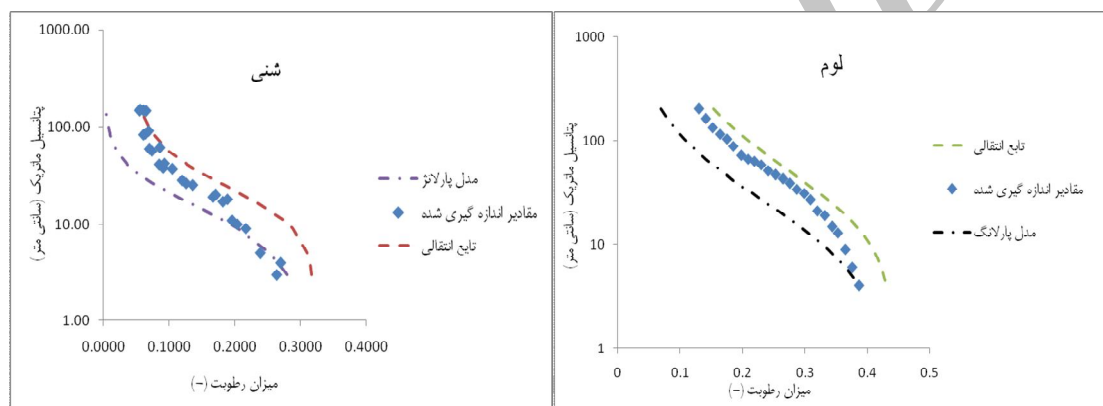 شنی
1000.00
100.00
10.00
1.00
0.0000 0.1000 0.2000 0.3000 0.4000
پتانسیل ماتریک (سانتی متر)
میزان رطوبت (-)
مدل پارلانژ
مقادیر اندازه گیری شده
تابع انتقالی
لوم
1000
100
10
1
0 0.1 0.2 0.3 0.4 0.5
پتانسیل ماتریک (سانتی متر)
میزان رطوبت (-)
تابع انتقالی
مقادیر اندازه گیری شده
مدل پارلانگ